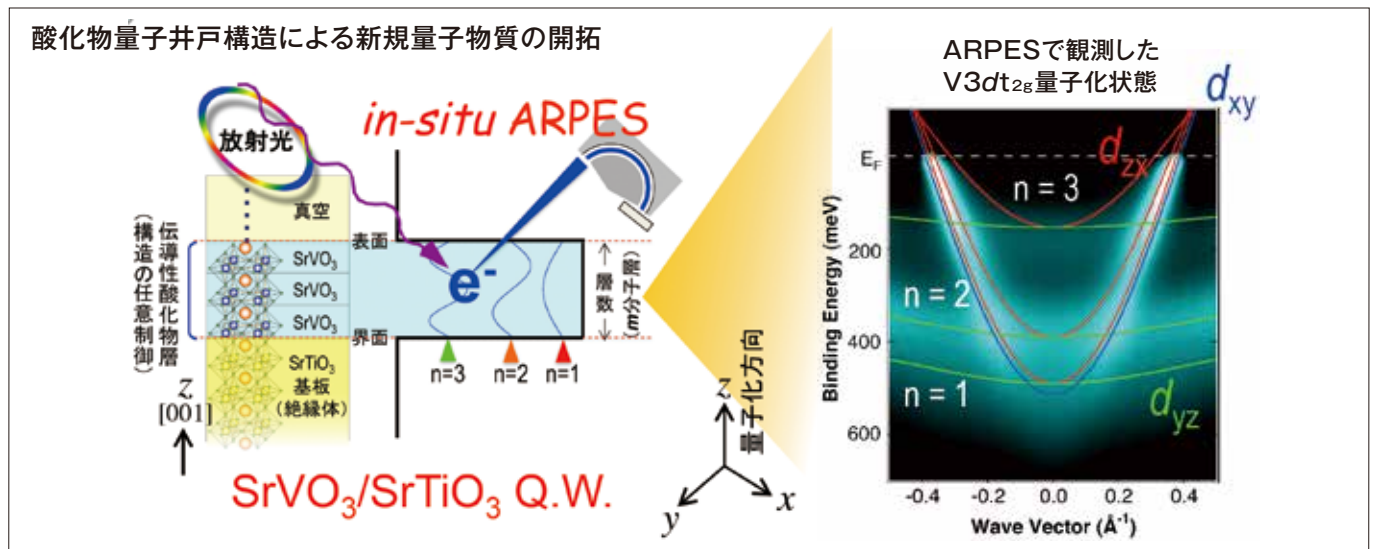 酸化物量子井戸構造による新規量子物質の開拓
放射光
in-situ ARPES
真空
表面
伝導性酸化物層
(構造の任意制御)
SrVO₃
SrVO₃
SrVO₃
界面
SrTiO₃
基板
(絶縁体)
z
[001]
e⁻
層数
(m分子層)
n=3
n=2
n=1
量子化方向
z
y
x
SrVO₃/SrTiO₃ Q.W.
ARPESで観測した
V3dt₂g量子化状態
dxy
dzx
dyz
EF
n = 3
n = 2
n = 1
Binding Energy (meV)
200
400
600
-0.4
-0.2
0.0
0.2
0.4
Wave Vector (Å⁻¹)